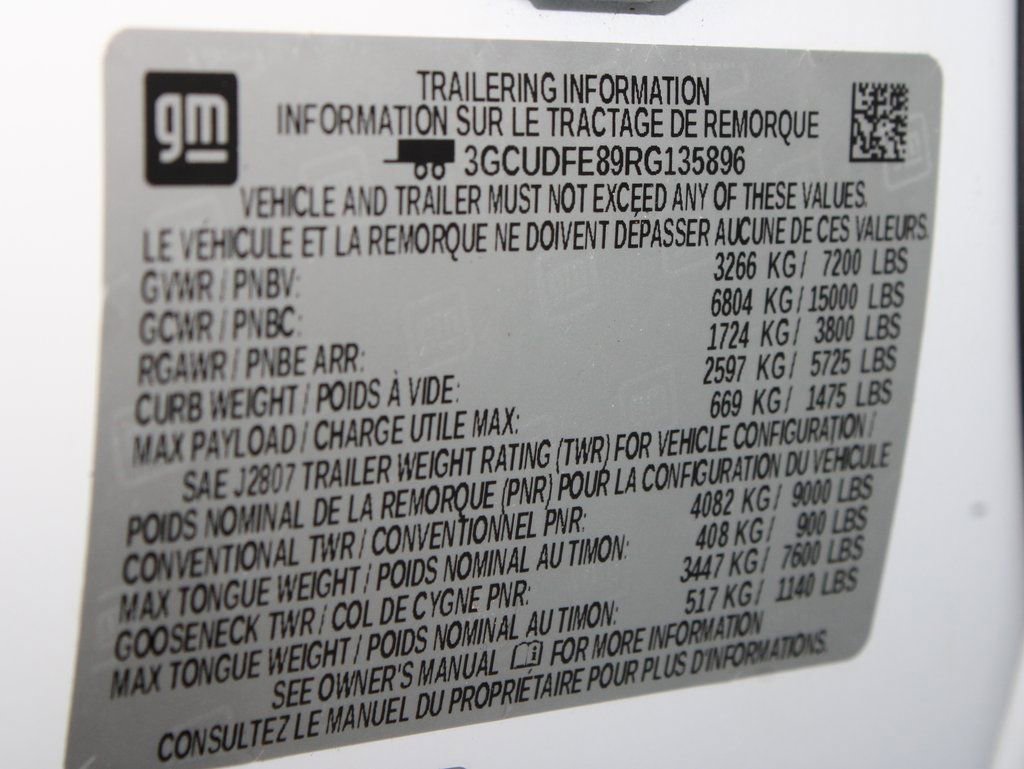 gm
TRAILERING INFORMATION
INFORMATION SUR LE TRACTAGE DE REMORQUE
3GCUDFE89RG135896
VEHICLE AND TRAILER MUST NOT EXCEED ANY OF THESE VALUES.
LE VÉHICULE ET LA REMORQUE NE DOIVENT DÉPASSER AUCUNE DE CES VALEURS.
GVWR / PNBV: 3266 KG / 7200 LBS
GCWR / PNBC: 6804 KG / 15000 LBS
RGAWR / PNBE ARR: 1724 KG / 3800 LBS
CURB WEIGHT / POIDS À VIDE: 2597 KG / 5725 LBS
MAX PAYLOAD / CHARGE UTILE MAX: 669 KG / 1475 LBS
SAE J2807 TRAILER WEIGHT RATING (TWR) FOR VEHICLE CONFIGURATION /
POIDS NOMINAL DE LA REMORQUE (PNR) POUR LA CONFIGURATION DU VÉHICULE
CONVENTIONAL TWR / CONVENTIONNEL PNR: 4082 KG / 9000 LBS
MAX TONGUE WEIGHT / POIDS NOMINAL AU TIMON: 408 KG / 900 LBS
GOOSENECK TWR / COL DE CYGNE PNR: 3447 KG / 7600 LBS
MAX TONGUE WEIGHT / POIDS NOMINAL AU TIMON: 517 KG / 1140 LBS
SEE OWNER'S MANUAL FOR MORE INFORMATION
CONSULTEZ LE MANUEL DU PROPRIÉTAIRE POUR PLUS D'INFORMATIONS.